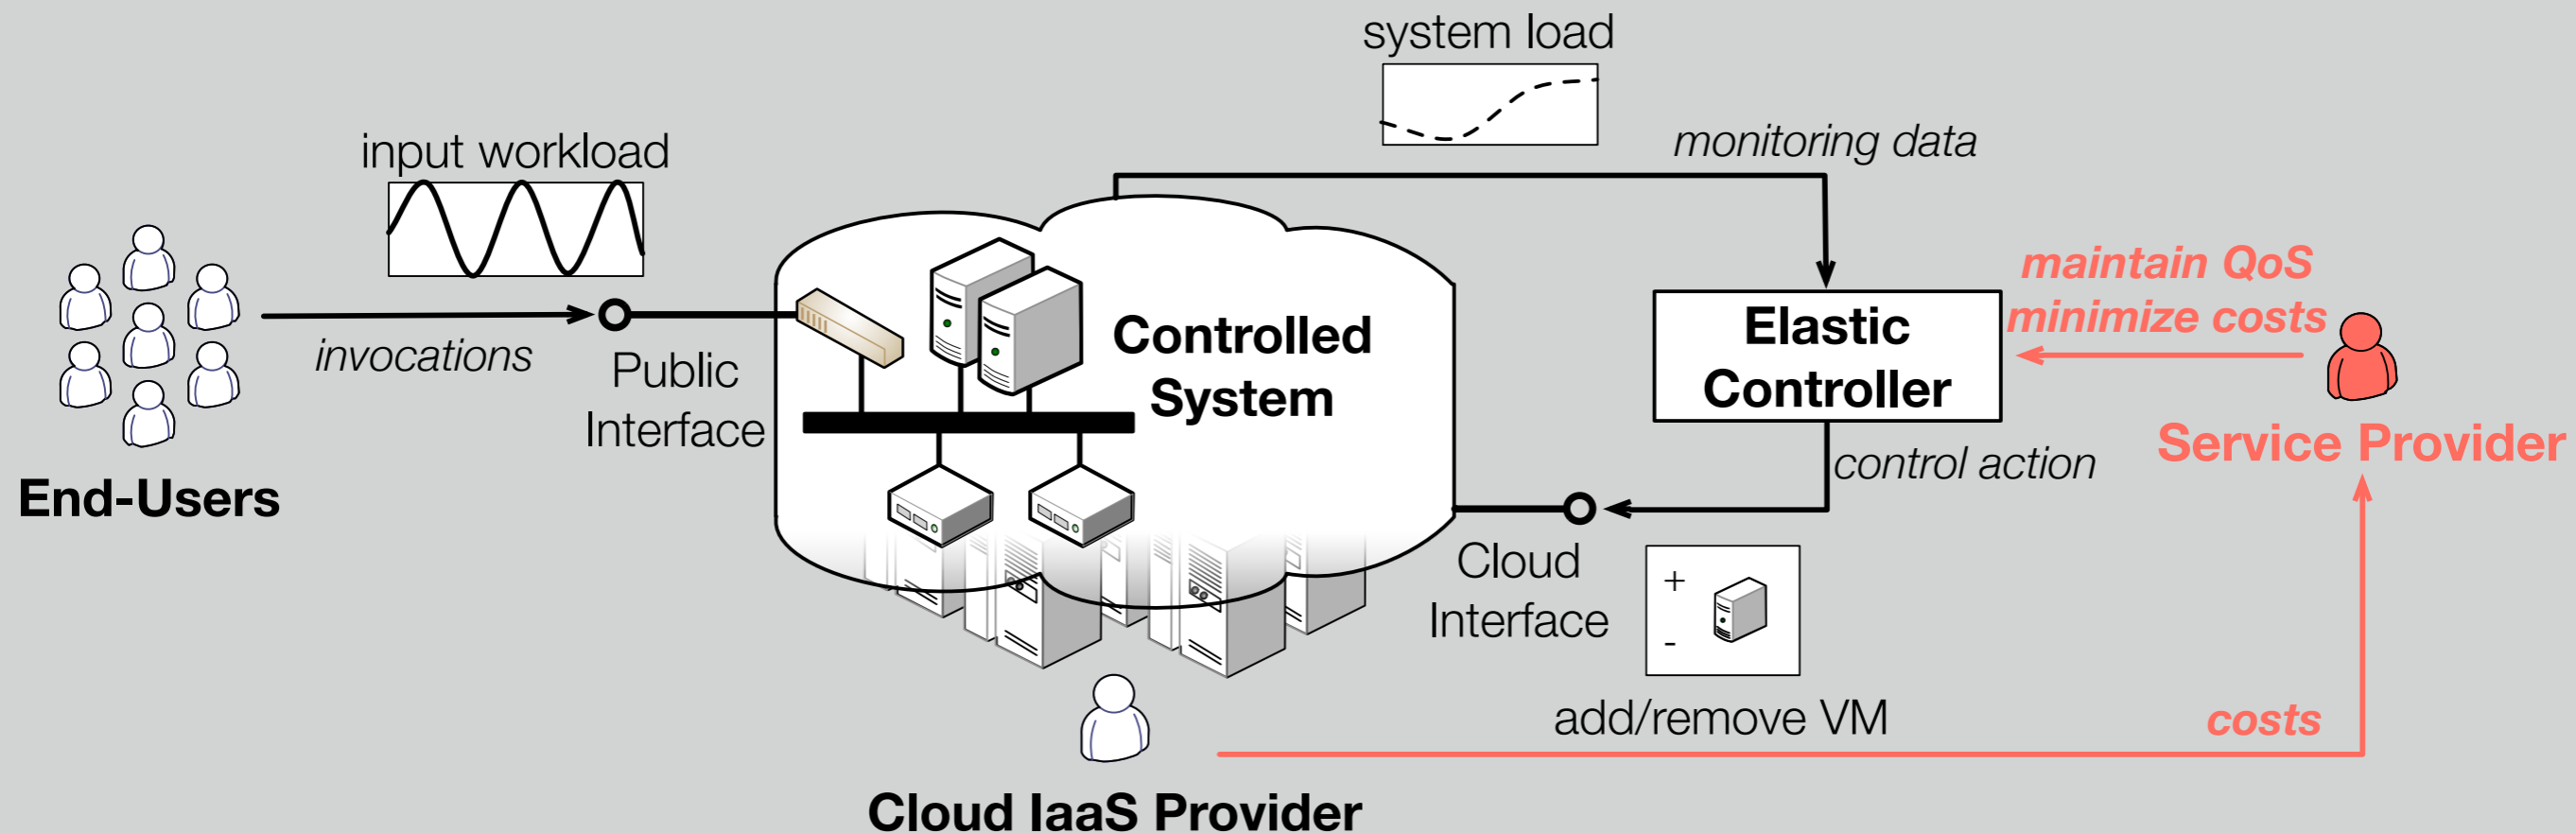 system load
input workload
monitoring data
maintain QoS
minimize costs
invocations
Public
Interface
Controlled
System
Elastic
Controller
Service Provider
control action
End-Users
Cloud
Interface
+
-
add/remove VM
costs
Cloud IaaS Provider